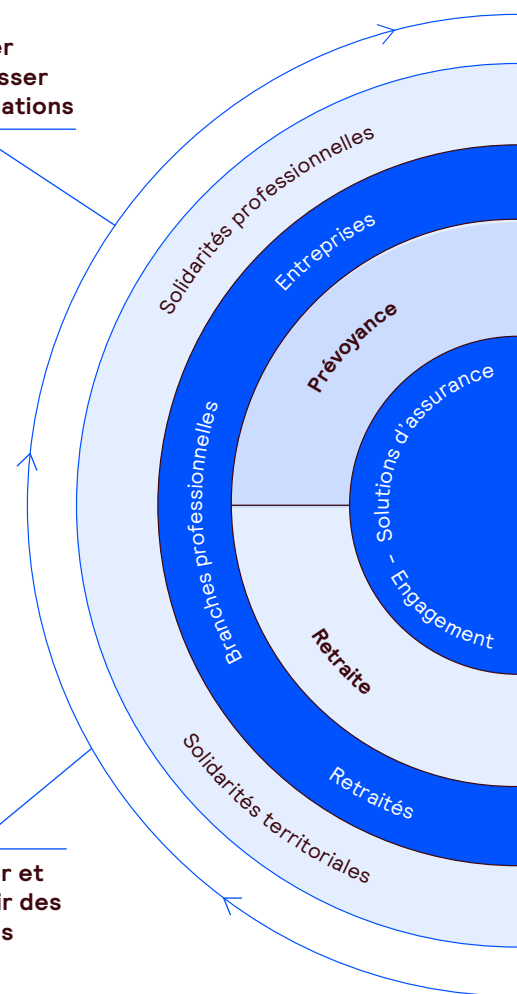 er
sser
ations
Solidarités professionnelles
Entreprises
Prévoyance
Solutions d'assurance
Branches professionnelles
– Engagement
Retraite
Retraités
Solidarités territoriales
r et
ir des
s